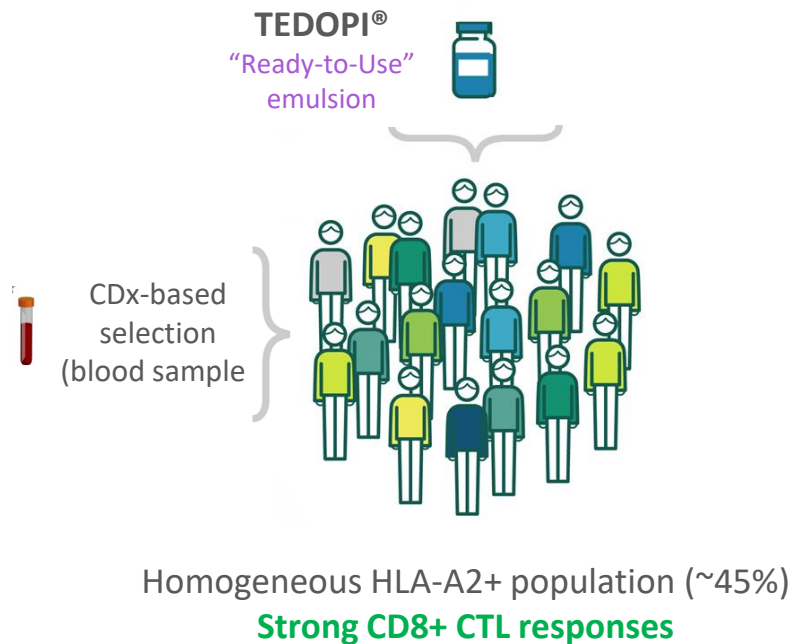 TEDOPI®
“Ready-to-Use”
emulsion
CDx-based
selection
(blood sample
Homogeneous HLA-A2+ population (~45%)
Strong CD8+ CTL responses